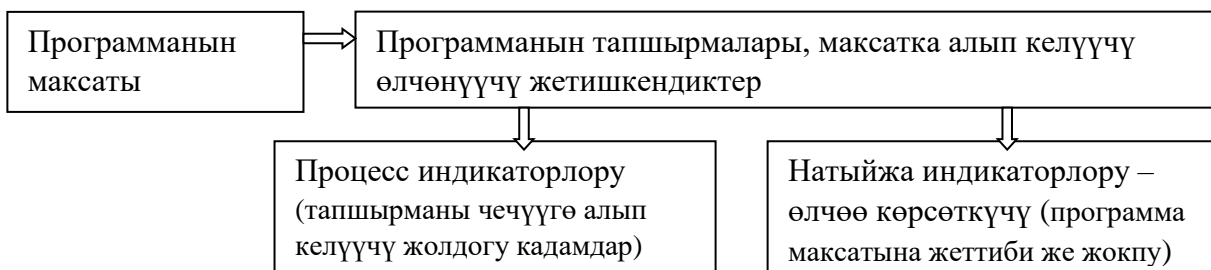 Программанын
максаты
Программанын тапшырмалары, максатка алып келүүчү
өлчөнүүчү жетишкендиктер
Процесс индикаторлору
(тапшырманы чечүүгө алып
келүүчү жолдогу кадамдар)
Натыйжа индикаторлору –
өлчөө көрсөткүчү (программа
максатына жеттиби же жокпу)